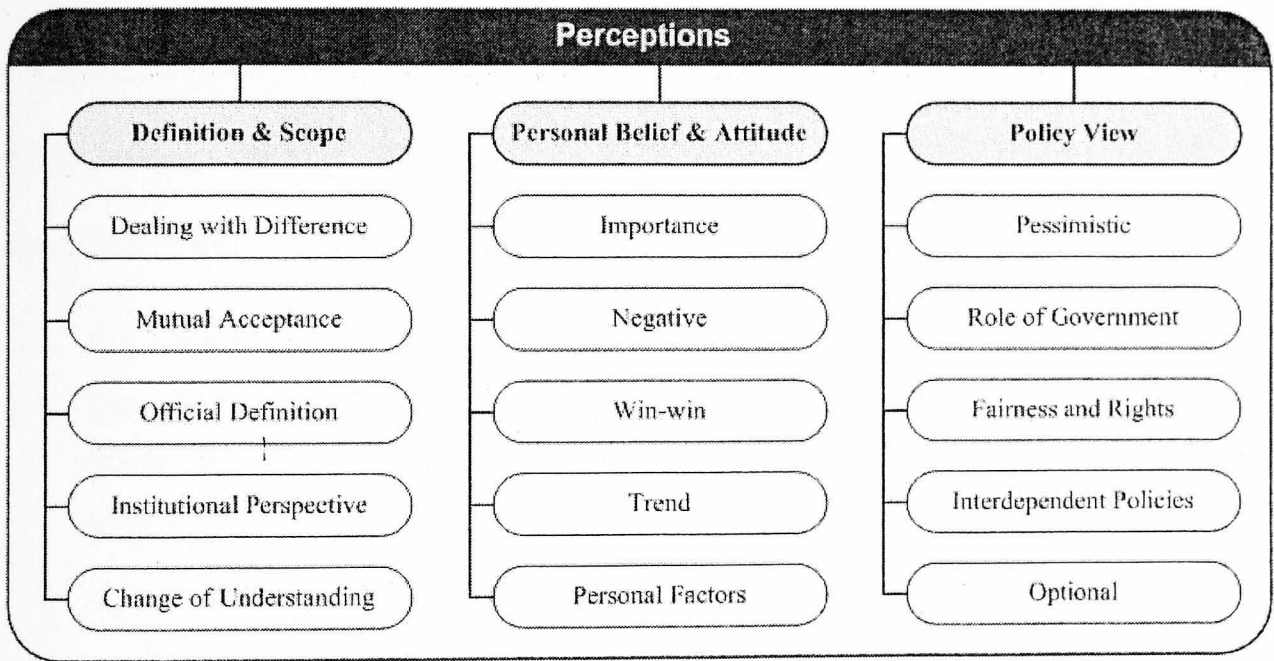 Perceptions
Definition & Scope
Dealing with Difference
Mutual Acceptance
Official Definition
Institutional Perspective
Change of Understanding
Personal Belief & Attitude
Importance
Negative
Win-win
Trend
Personal Factors
Policy View
Pessimistic
Role of Government
Fairness and Rights
Interdependent Policies
Optional